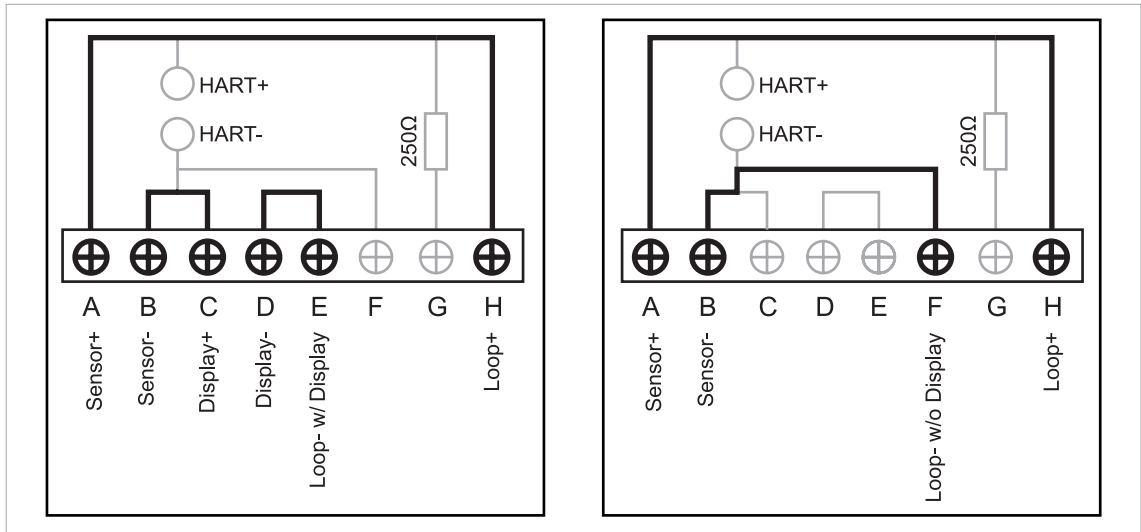 HART+
HART-
250Ω
A B C D E F G H
Sensor+
Sensor-
Display+
Display-
Loop- w/ Display
Loop+
HART+
HART-
250Ω
A B C D E F G H
Sensor+
Sensor-
Loop- w/o Display
Loop+